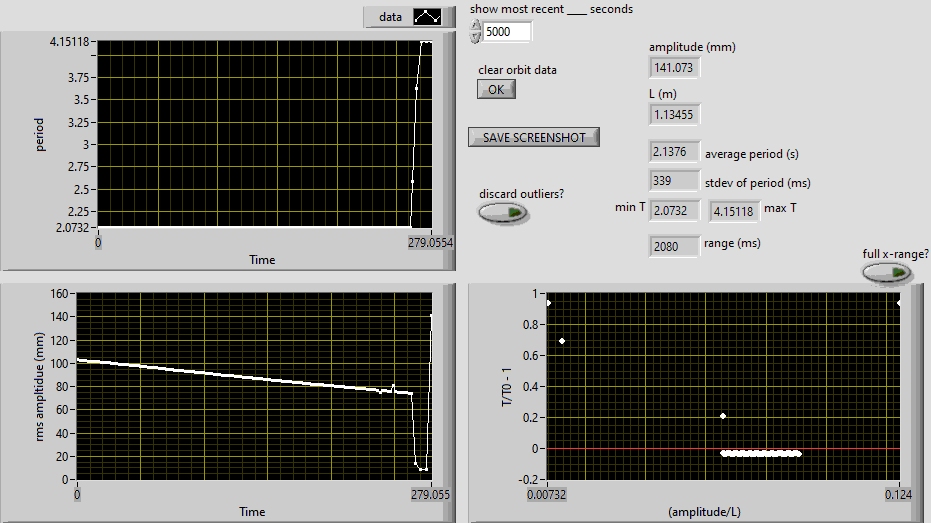 data
show most recent ____ seconds
5000
clear orbit data
OK
SAVE SCREENSHOT
discard outliers?
amplitude (mm)
141.073
L (m)
1.13455
2.1376 average period (s)
339 stdev of period (ms)
min T 2.0732 4.15118 max T
2080 range (ms)
full x-range?
4.15118
3.75
3.5
3.25
3
2.75
2.5
2.25
2.0732
period
0 279.0554
Time
160
140
120
100
80
60
40
20
0
rms ampltidue (mm)
0 279.055
Time
1
0.8
0.6
0.4
0.2
0
-0.2
T/T0 - 1
0.00732 0.124
(amplitude/L)